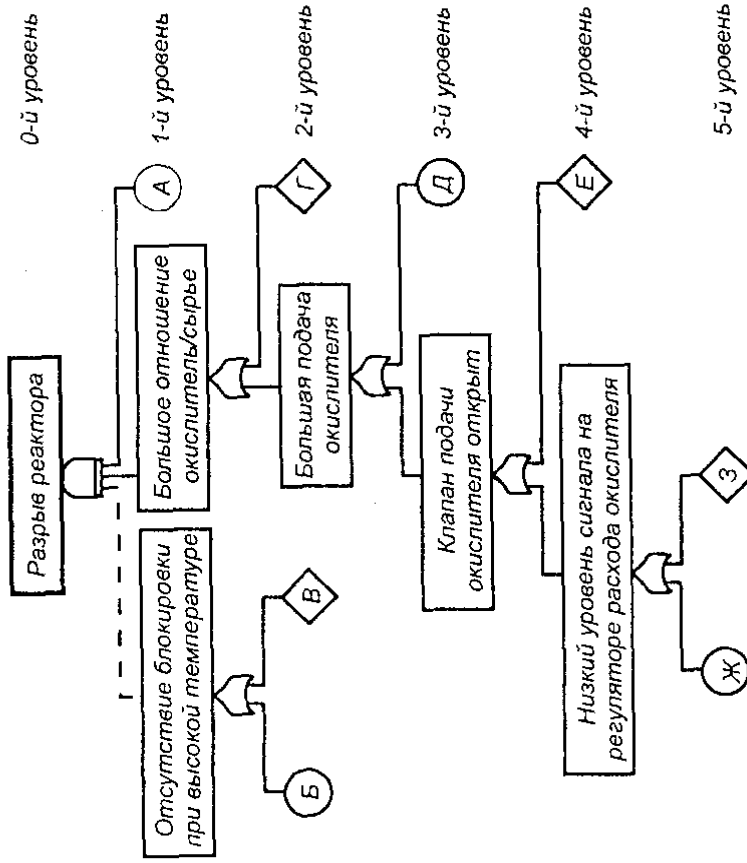 Разрыв реактора
0-й уровень
Отсутствие блокировки
при высокой температуре
Большое отношение
окислитель/сырье
А
1-й уровень
Б
В
Большая подача
окислителя
Г
2-й уровень
Клапан подачи
окислителя открыт
Д
3-й уровень
Низкий уровень сигнала на
регуляторе расхода окислителя
Е
4-й уровень
Ж
З
5-й уровень